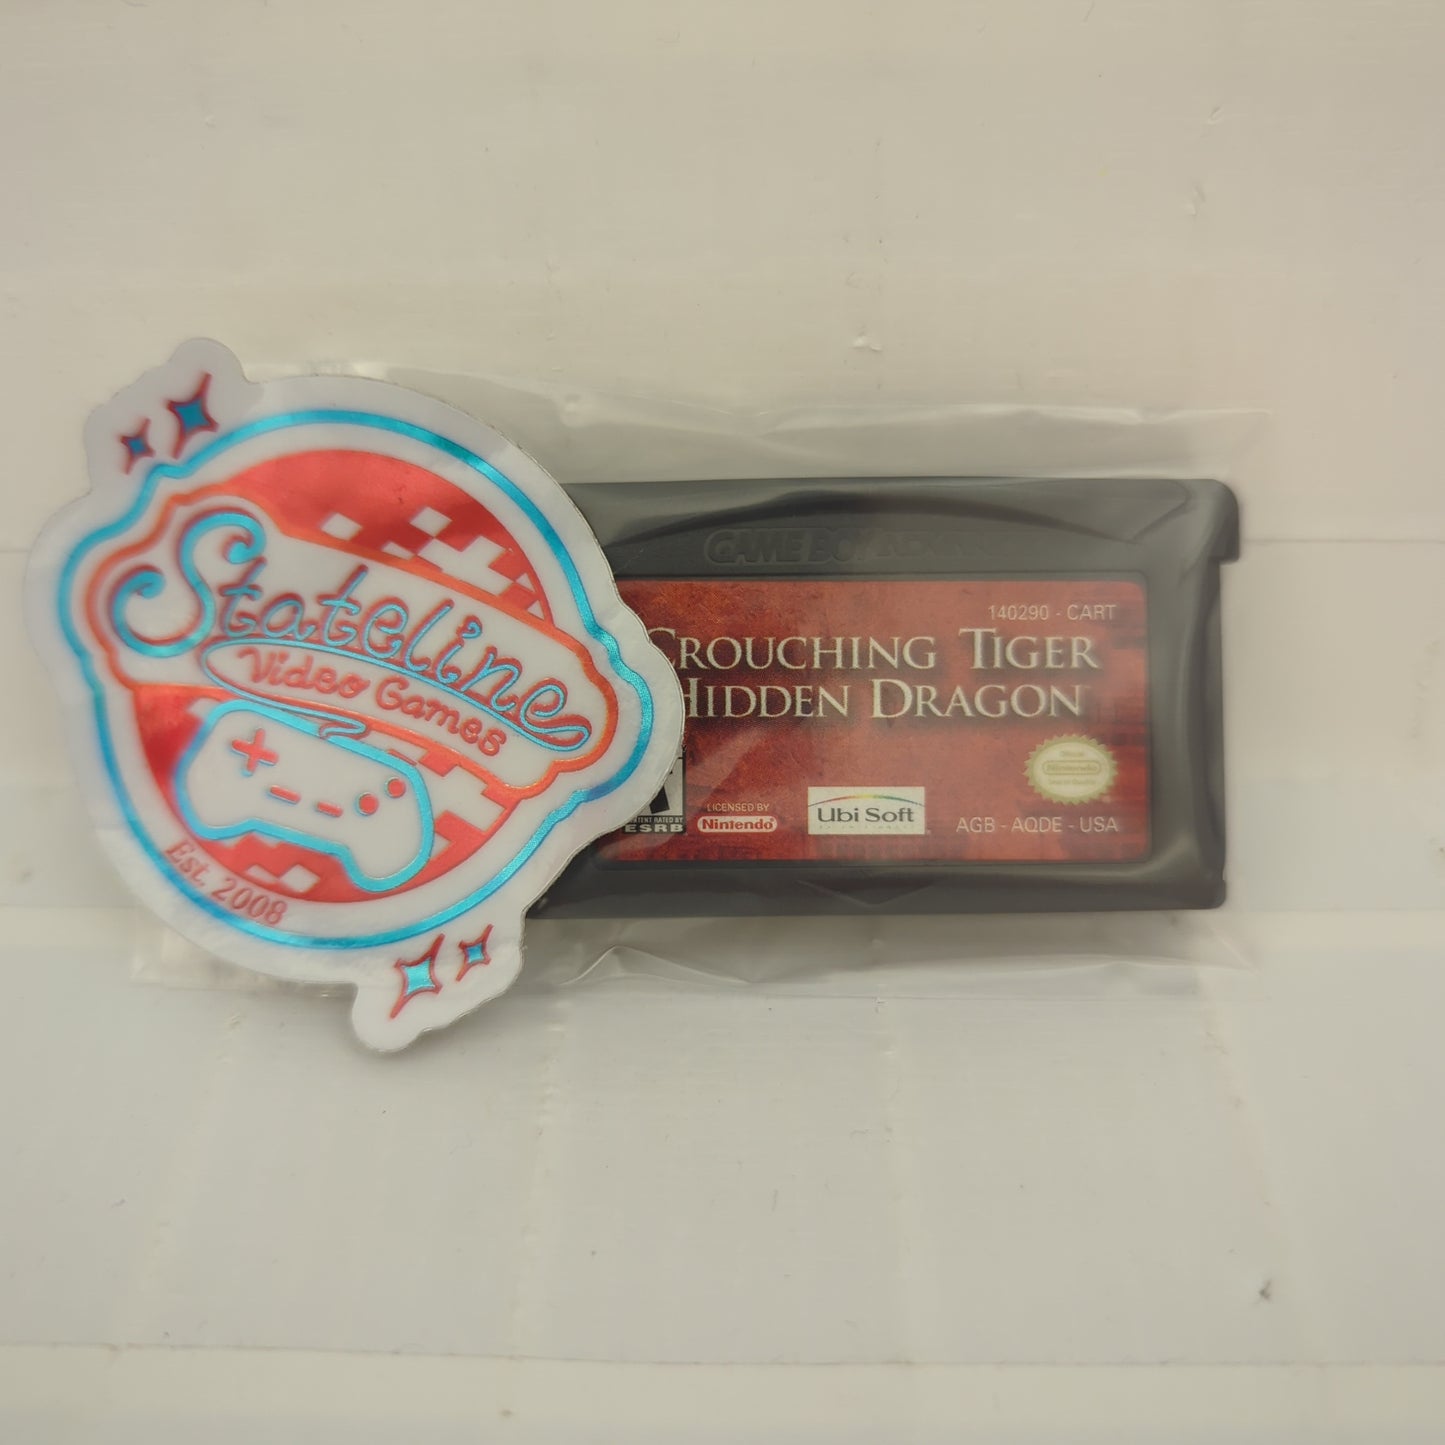 Stateline
Video Games
Est. 2008
GAME BOY ADVANCE
140290 - CART
CROUCHING TIGER
HIDDEN DRAGON
LICENSED BY
Nintendo
ESRB
Ubi Soft
Nintendo
AGB - AQDE - USA